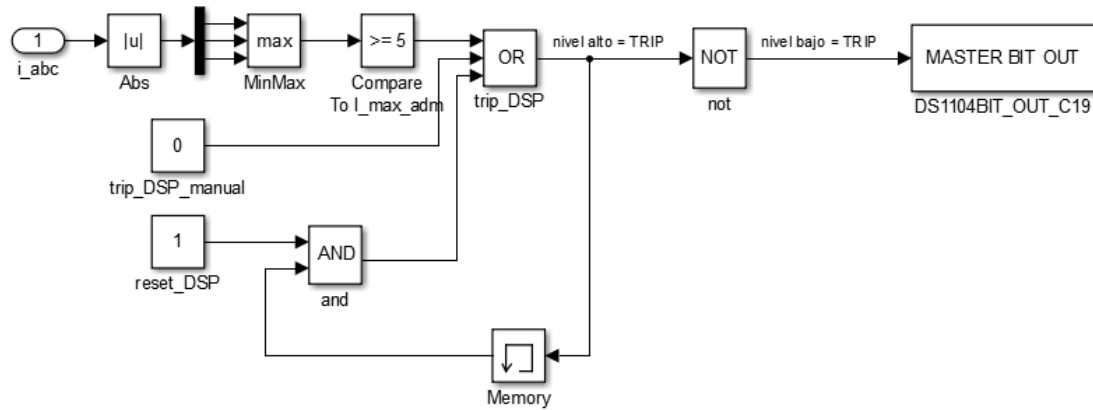 1
i_abc
|u|
Abs
max
MinMax
>= 5
Compare
To I_max_adm
OR
trip_DSP
nivel alto = TRIP
NOT
not
nivel bajo = TRIP
MASTER BIT OUT
DS1104BIT_OUT_C19
0
trip_DSP_manual
1
reset_DSP
AND
and
Memory